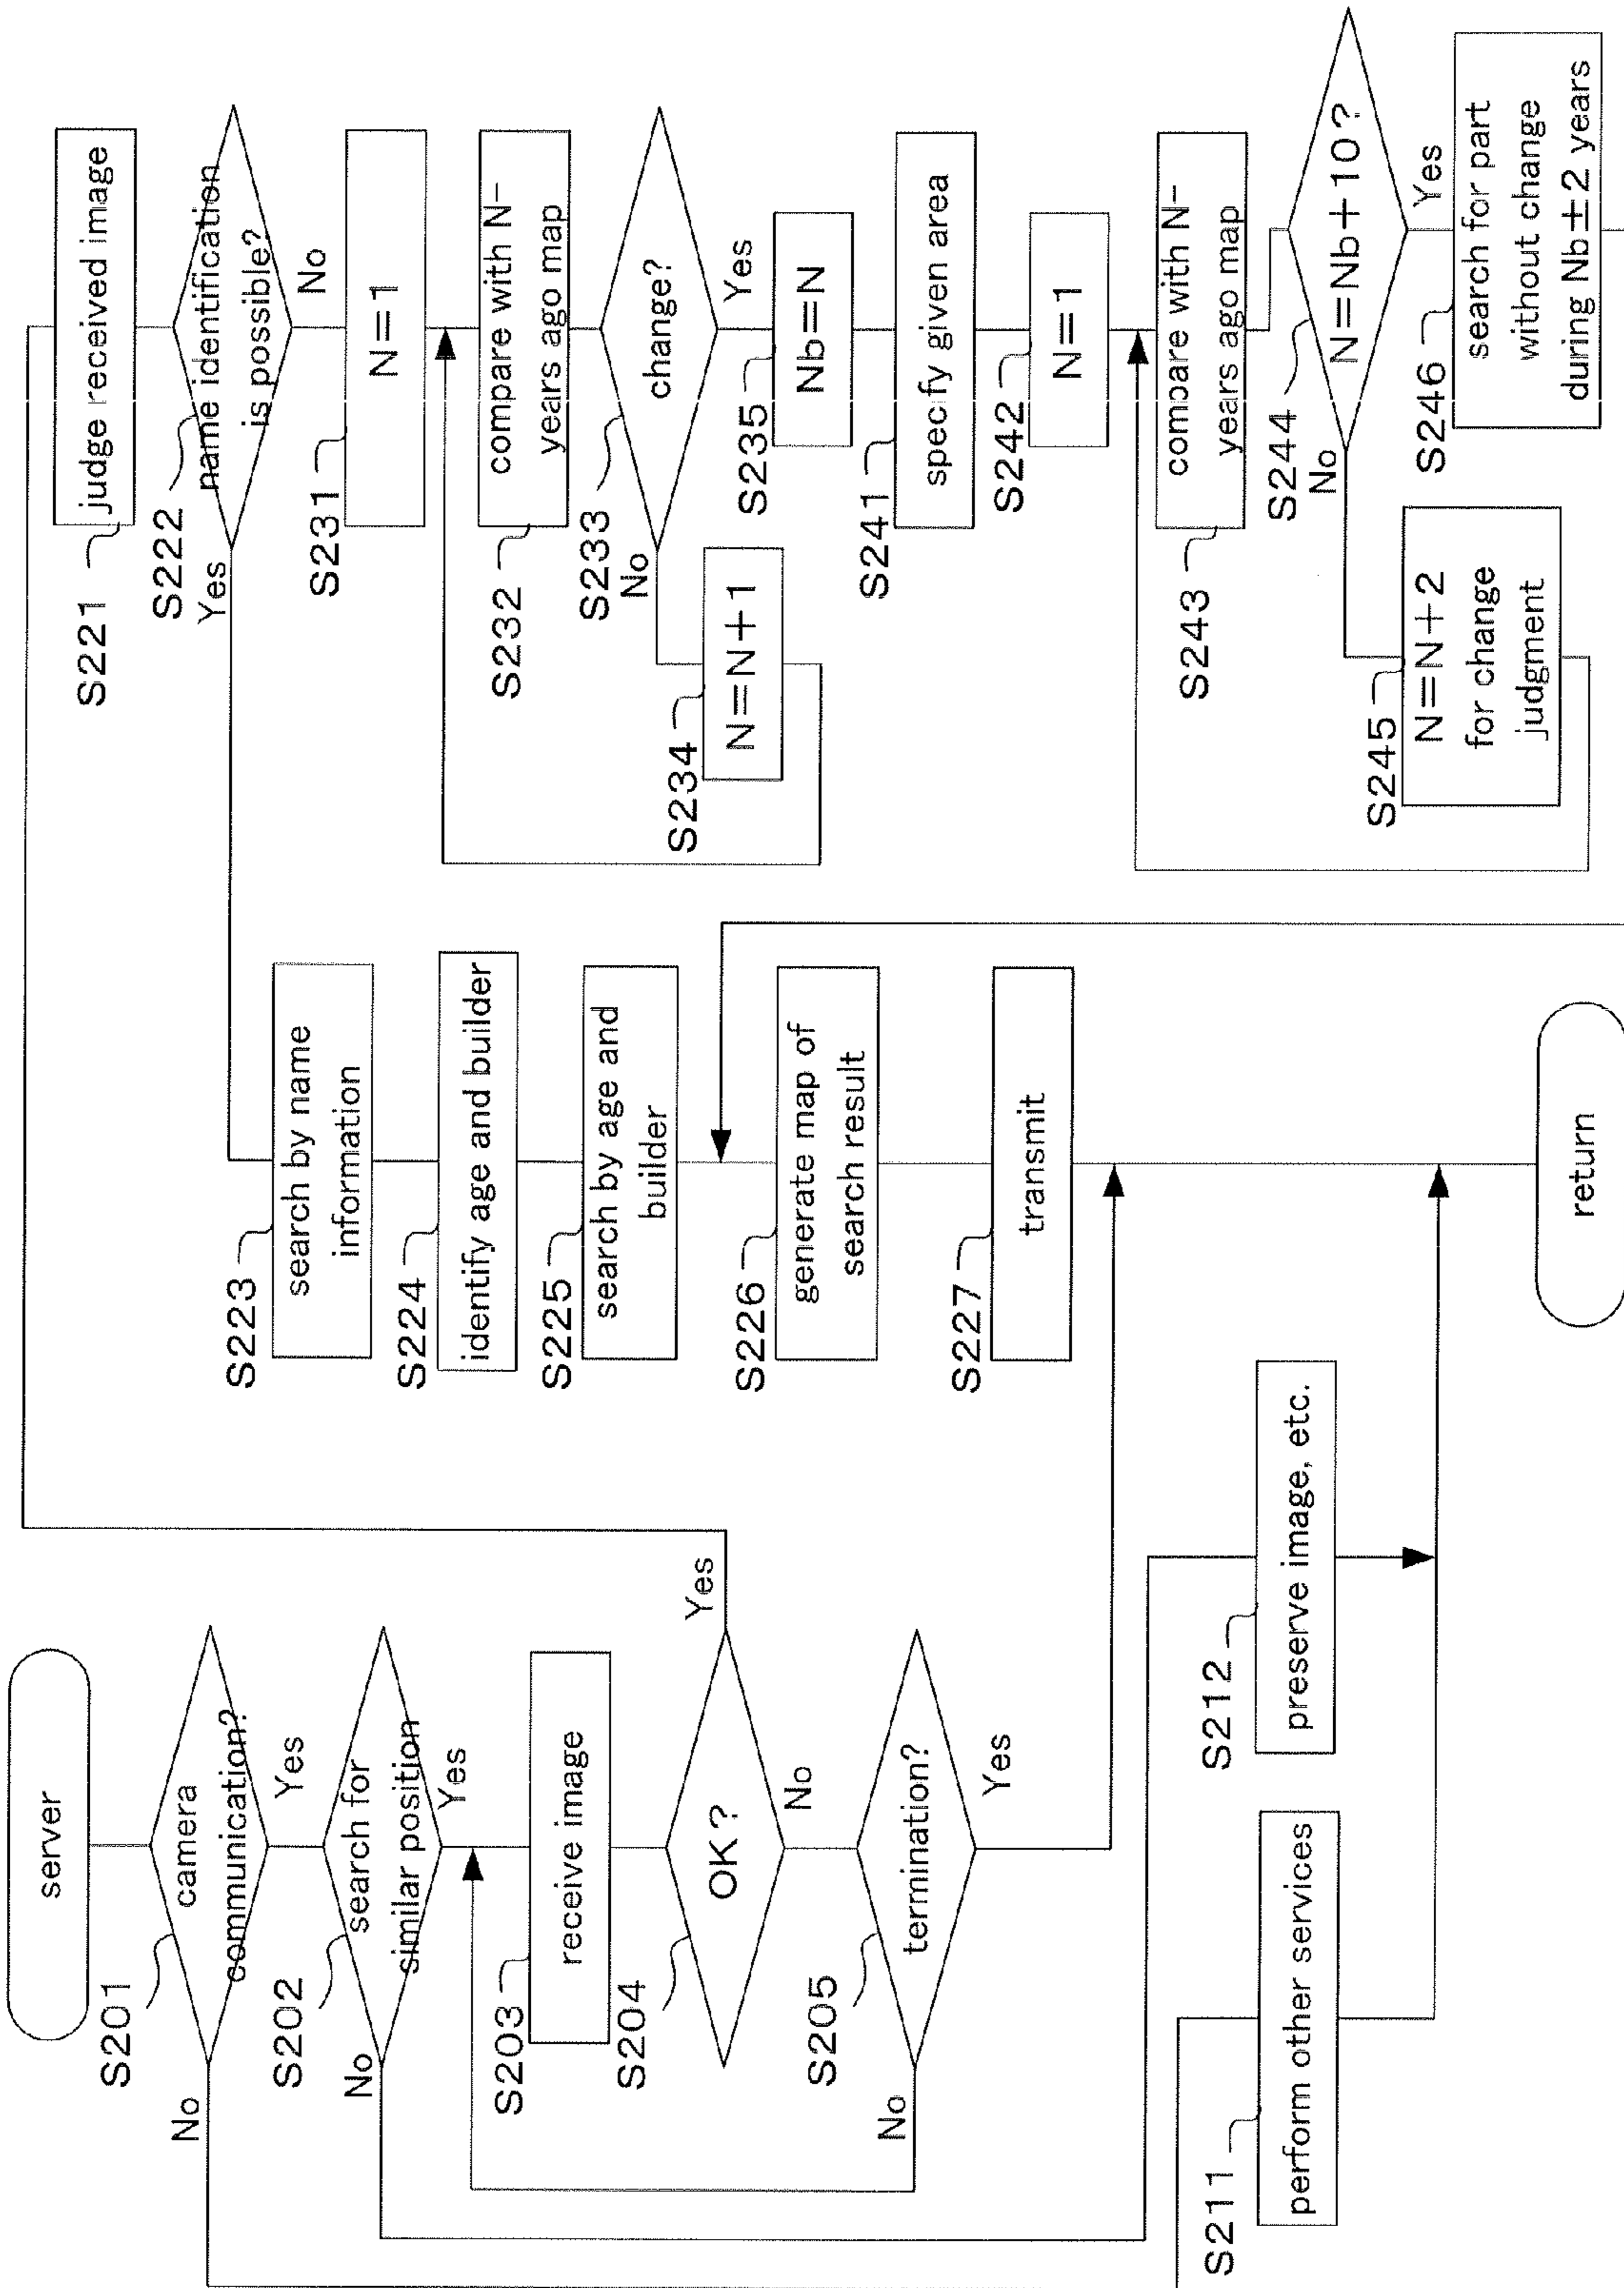 server
S201
camera
communication?
No
Yes
S202
search for
similar position
No
Yes
S203
receive image
S204
OK?
Yes
No
S205
termination?
No
Yes
S211
perform other services
S212
preserve image, etc.
S221
judge received image
S222
name identification
is possible?
Yes
No
S223
search by name
information
S224
identify age and builder
S225
search by age and
builder
S226
generate map of
search result
S227
transmit
return
S231
N=1
S232
compare with N-
years ago map
S233
change?
No
Yes
S234
N=N+1
S235
Nb=N
S241
specify given area
S242
N=1
S243
compare with N-
years ago map
S244
N=Nb+10?
No
Yes
S245
N=N+2
for change
judgment
S246
search for part
without change
during Nb±2 years